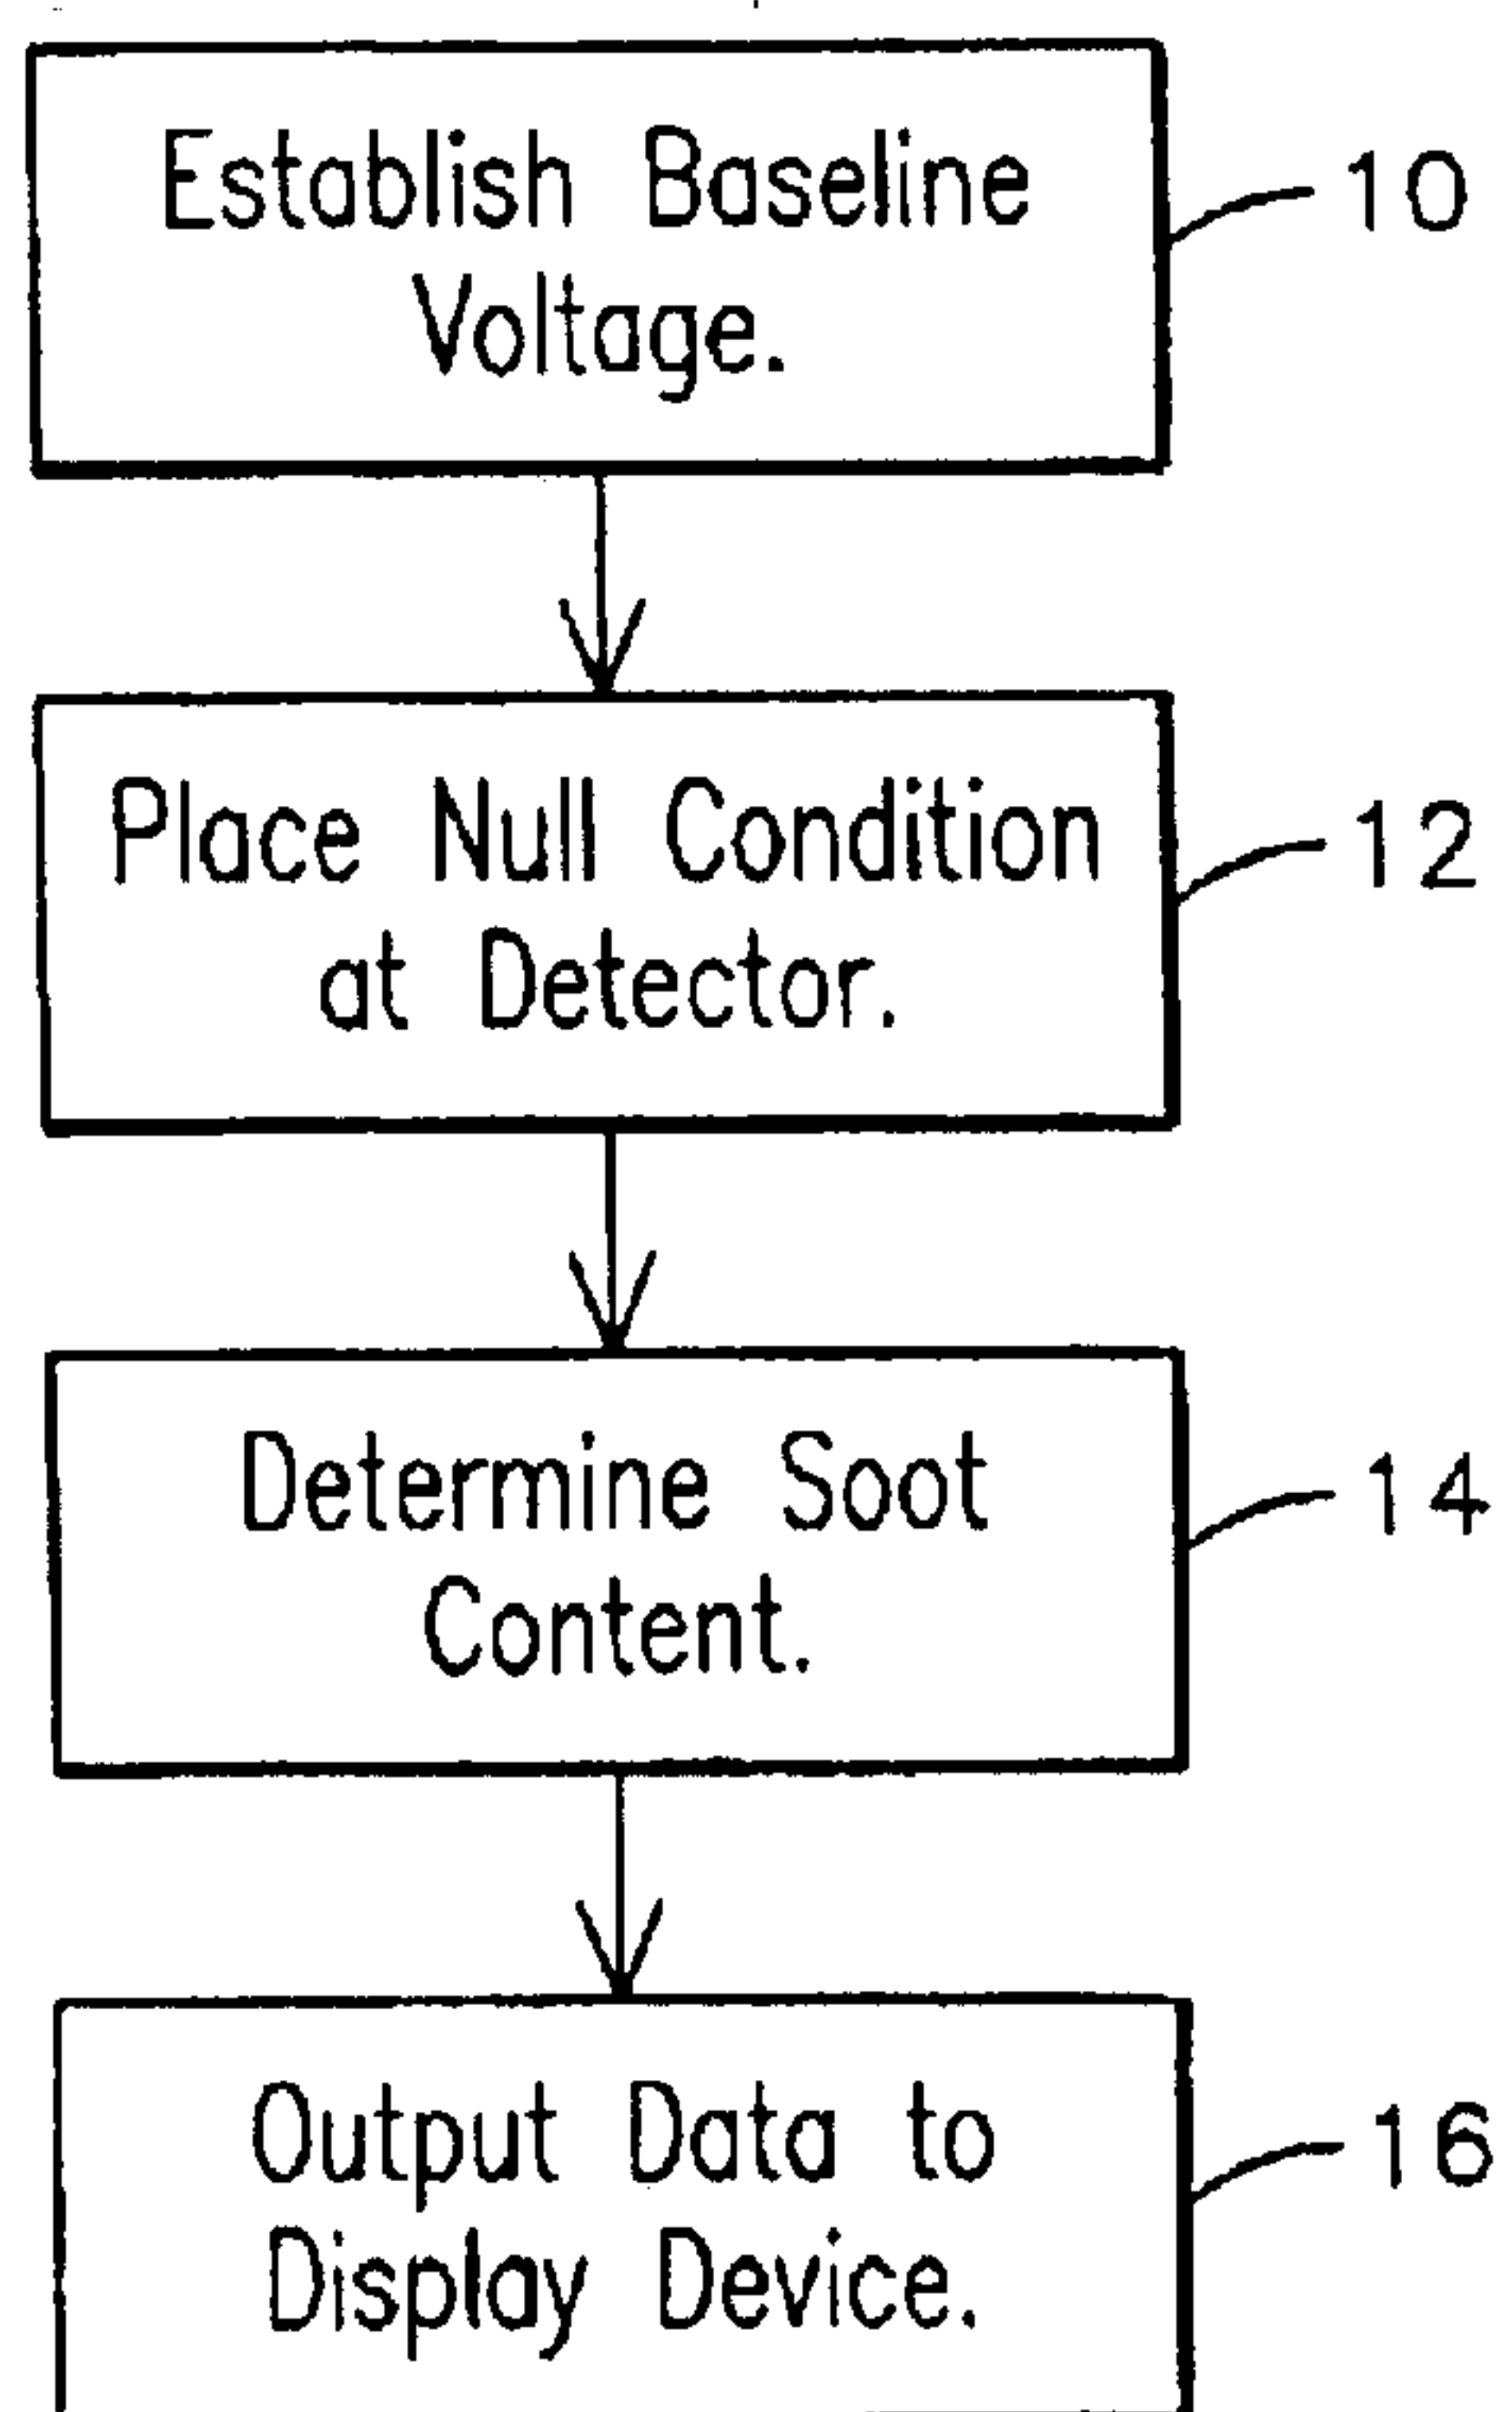 Establish Baseline
Voltage.
10
Place Null Condition
at Detector.
12
Determine Soot
Content.
14
Output Data to
Display Device.
16